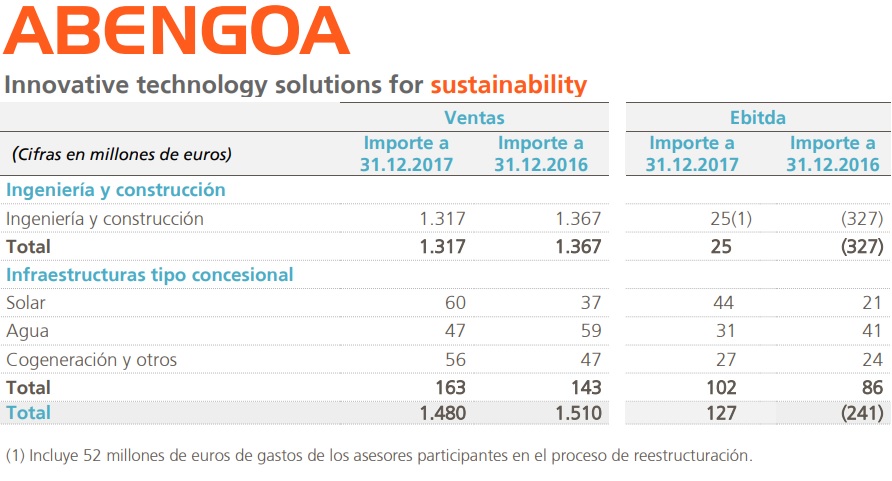 ABENGOA
Innovative technology solutions for sustainability
Ventas Ebitda
(Cifras en millones de euros) Importe a 31.12.2017 Importe a 31.12.2016 Importe a 31.12.2017 Importe a 31.12.2016
Ingeniería y construcción
Ingeniería y construcción 1.317 1.367 25(1) (327)
Total 1.317 1.367 25 (327)
Infraestructuras tipo concesional
Solar 60 37 44 21
Agua 47 59 31 41
Cogeneración y otros 56 47 27 24
Total 163 143 102 86
Total 1.480 1.510 127 (241)
(1) Incluye 52 millones de euros de gastos de los asesores participantes en el proceso de reestructuración.